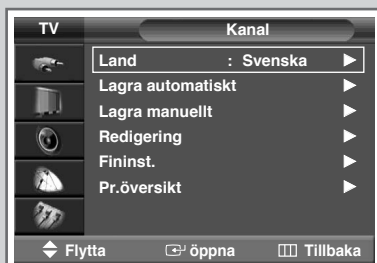 TV Kanal
Land : Svenska
Lagra automatiskt
Lagra manuellt
Redigering
Fininst.
Pr.översikt
Flytta öppna Tillbaka